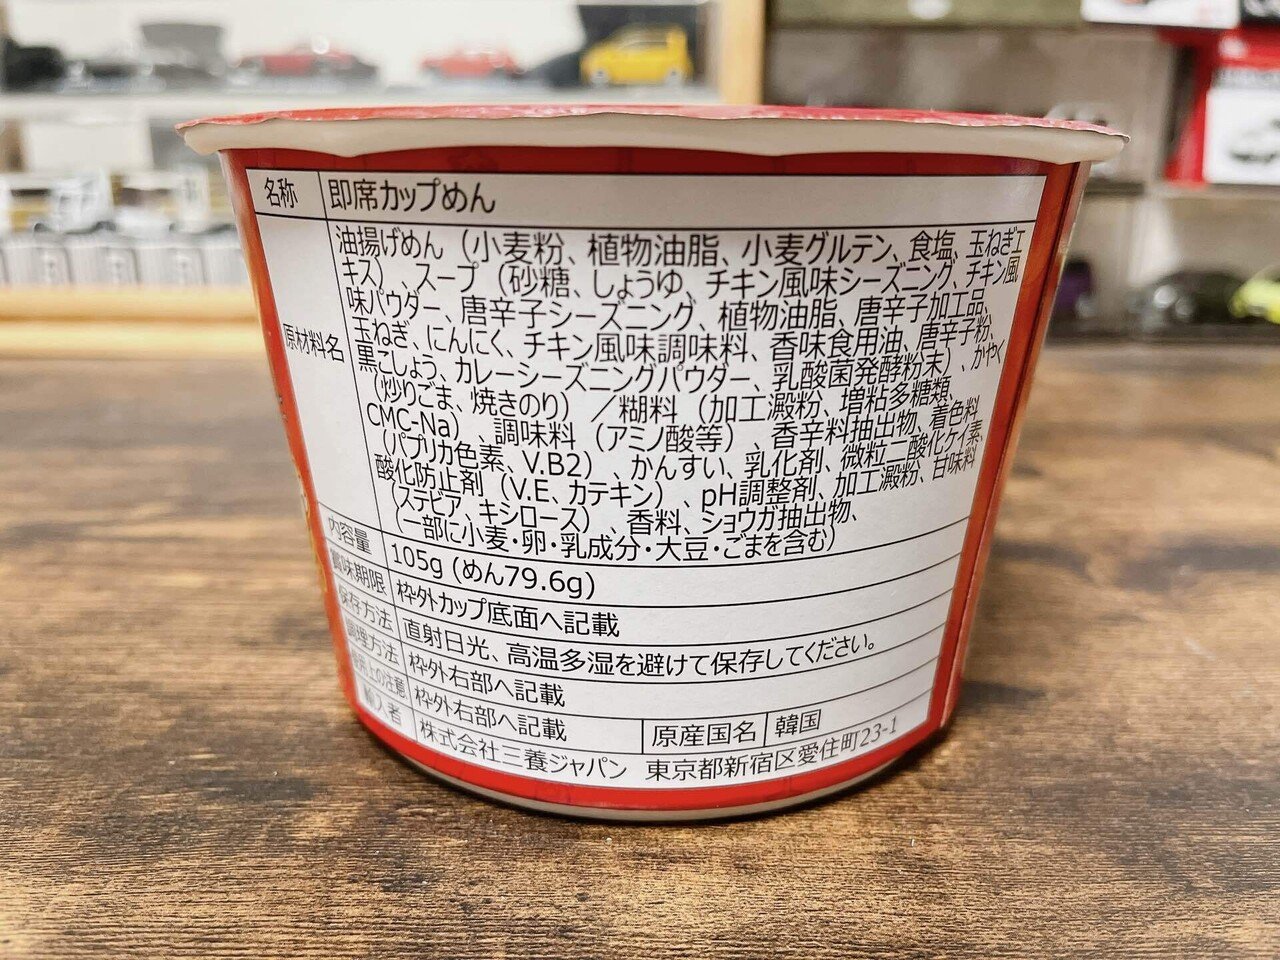 名称 即席カップめん
原材料名
油揚げめん（小麦粉、植物油脂、小麦グルテン、食塩、玉ねぎエ
キス）、スープ（砂糖、しょうゆ、チキン風味シーズニング、チキン風
味パウダー、唐辛子シーズニング、植物油脂、唐辛子加工品、
玉ねぎ、にんにく、チキン風味調味料、香味食用油、唐辛子粉、
黒こしょう、カレーシーズニングパウダー、乳酸菌発酵粉末）、かやく
（炒りごま、焼きのり）／糊料（加工澱粉、増粘多糖類、
CMC-Na）、調味料（アミノ酸等）、香辛料抽出物、着色料
（パプリカ色素、V.B2）、かんすい、乳化剤、微粒二酸化ケイ素、
酸化防止剤（V.E、カテキン）、pH調整剤、加工澱粉、甘味料
（ステビア、キシロース）、香料、ショウガ抽出物、
（一部に小麦・卵・乳成分・大豆・ごまを含む）
内容量 105g (めん79.6g)
賞味期限 枠外カップ底面へ記載
保存方法 直射日光、高温多湿を避けて保存してください。
調理方法 枠外右部へ記載
使用上の注意 枠外右部へ記載 原産国名 韓国
輸入者 株式会社三養ジャパン 東京都新宿区愛住町23-1